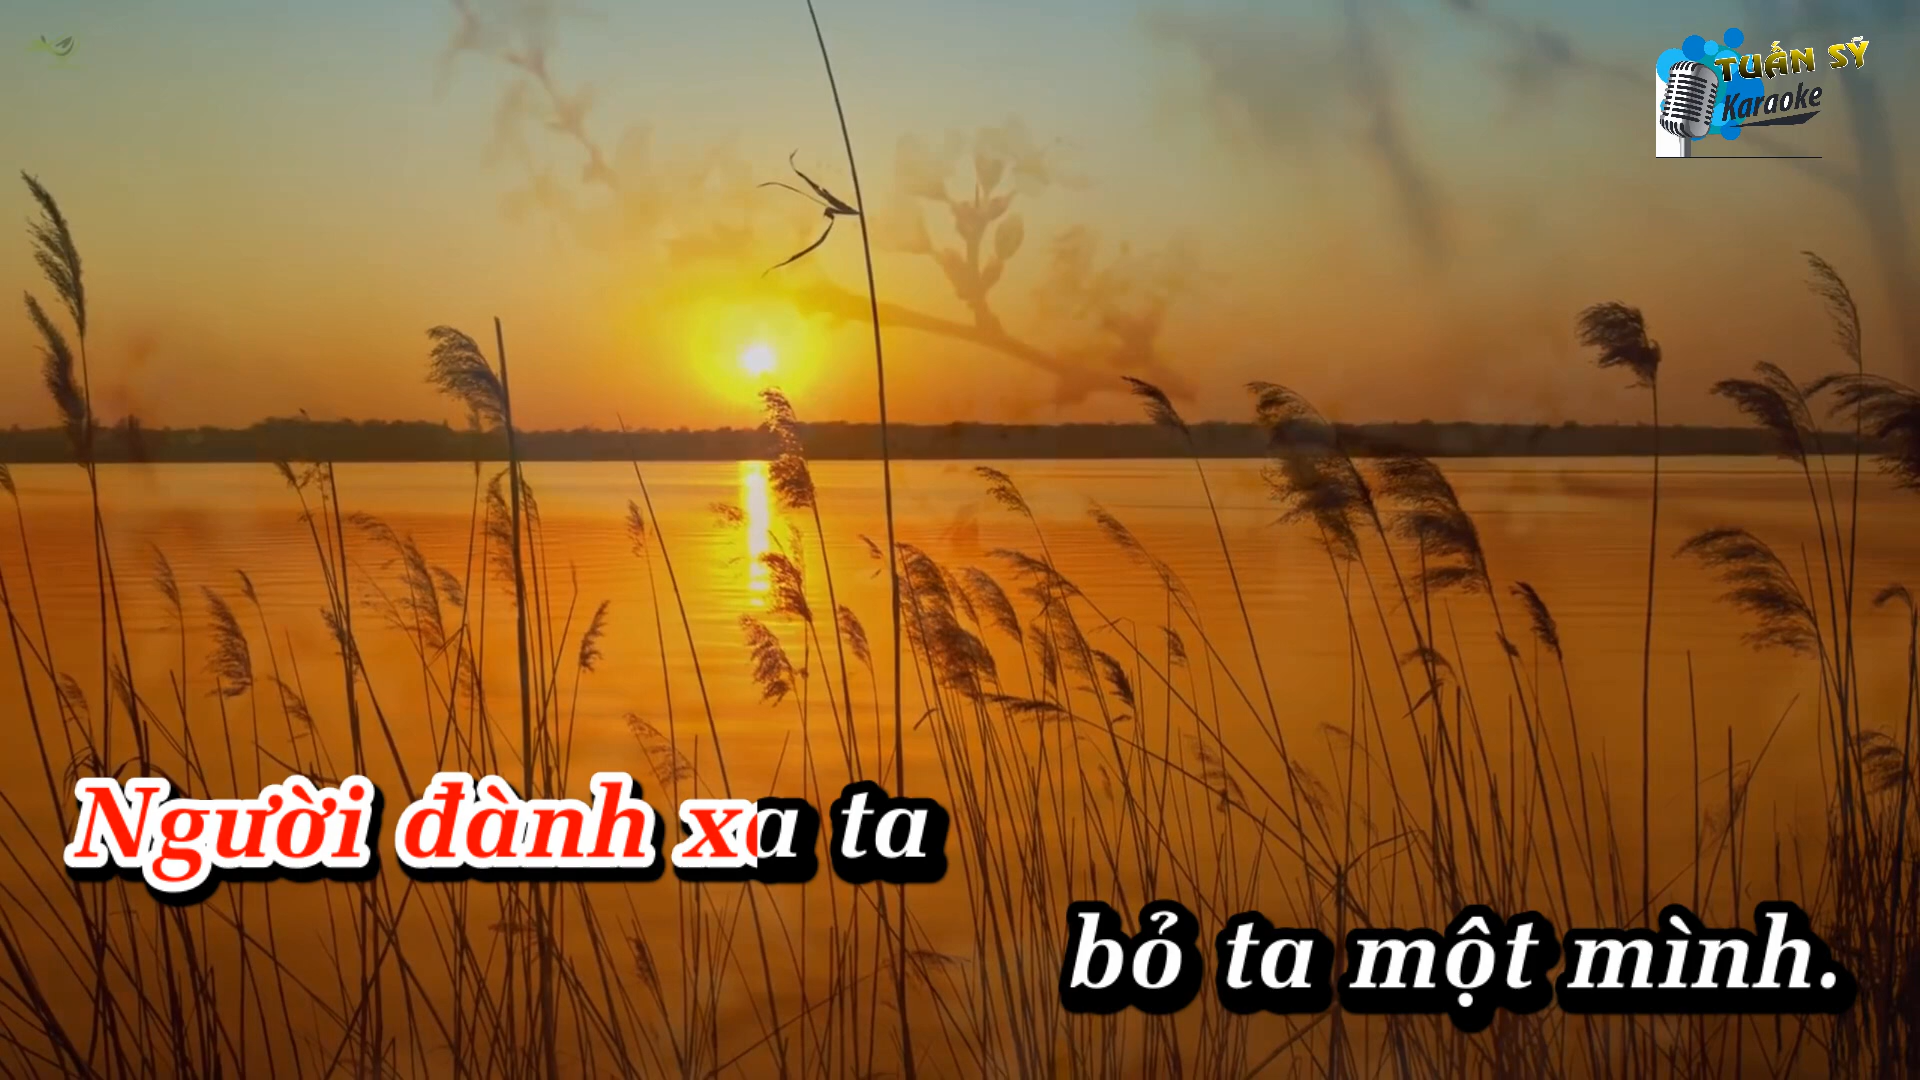 TUẤN SỸ
Karaoke
Người đành xa ta
bỏ ta một mình.